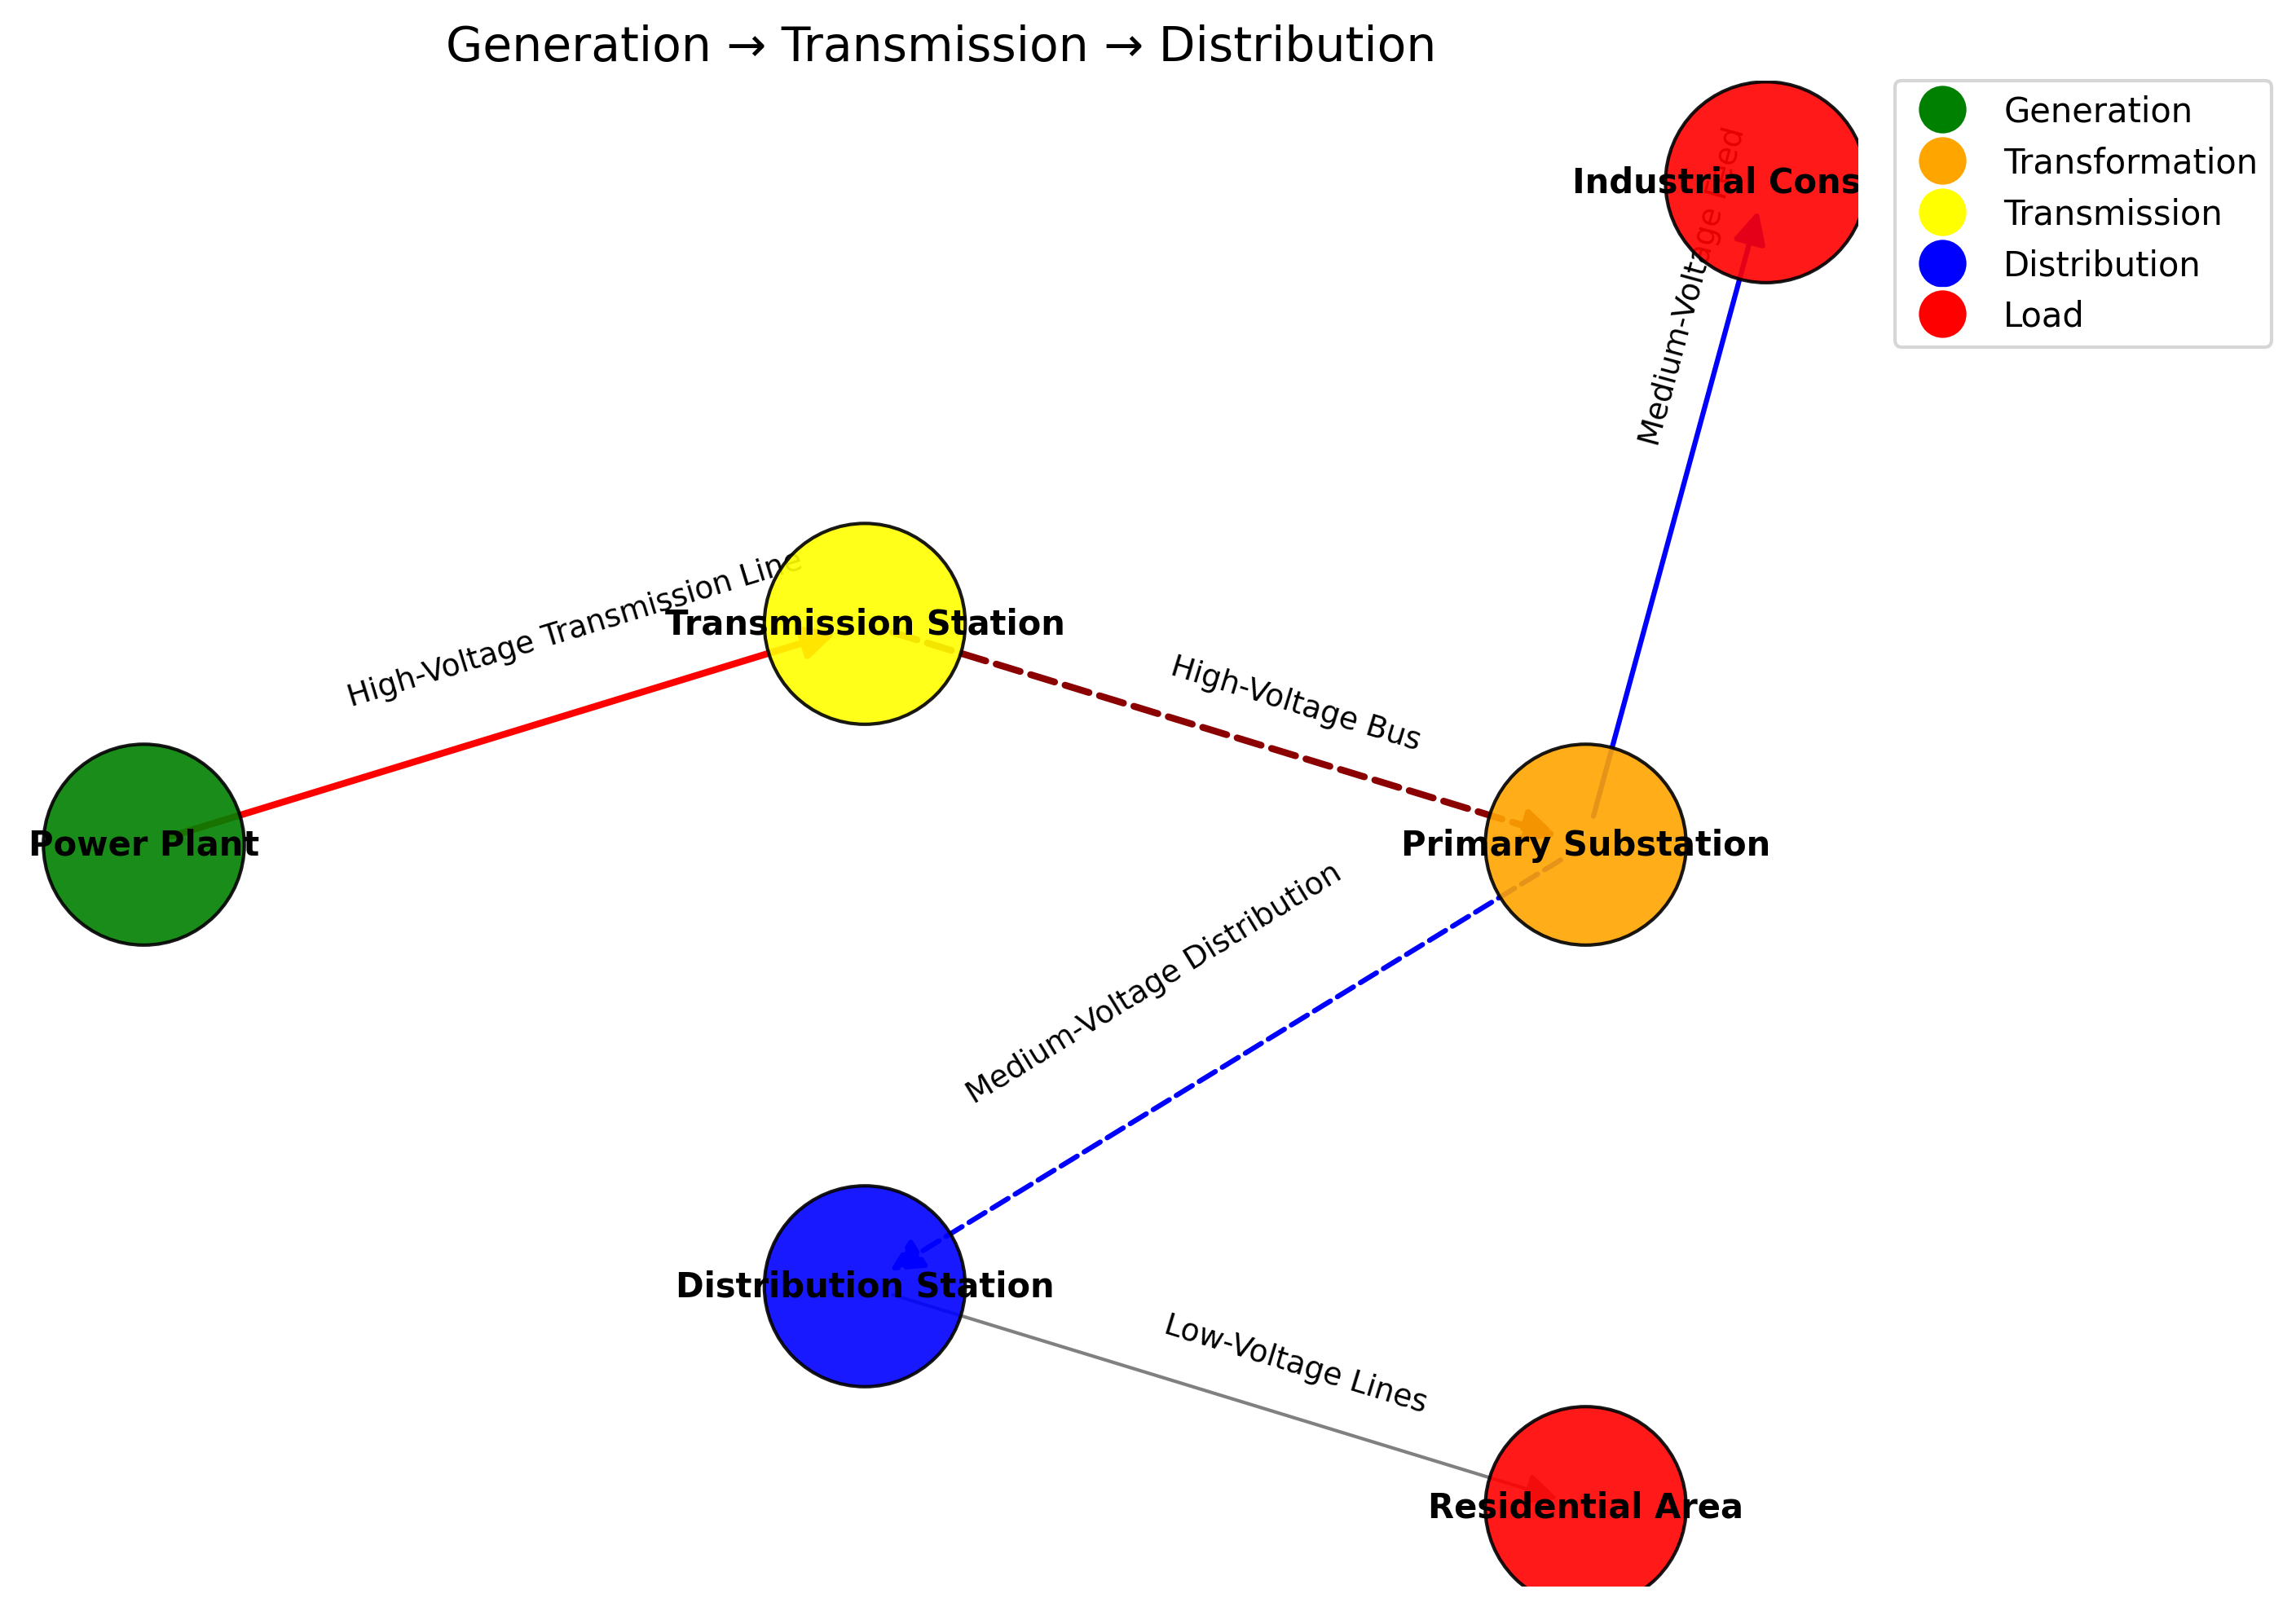 Generation → Transmission → Distribution
Generation
Transformation
Transmission
Distribution
Load
Industrial Cons
Medium-Voltage Feed
High-Voltage Transmission Line
Transmission Station
High-Voltage Bus
Power Plant
Primary Substation
Medium-Voltage Distribution
Distribution Station
Low-Voltage Lines
Residential Area